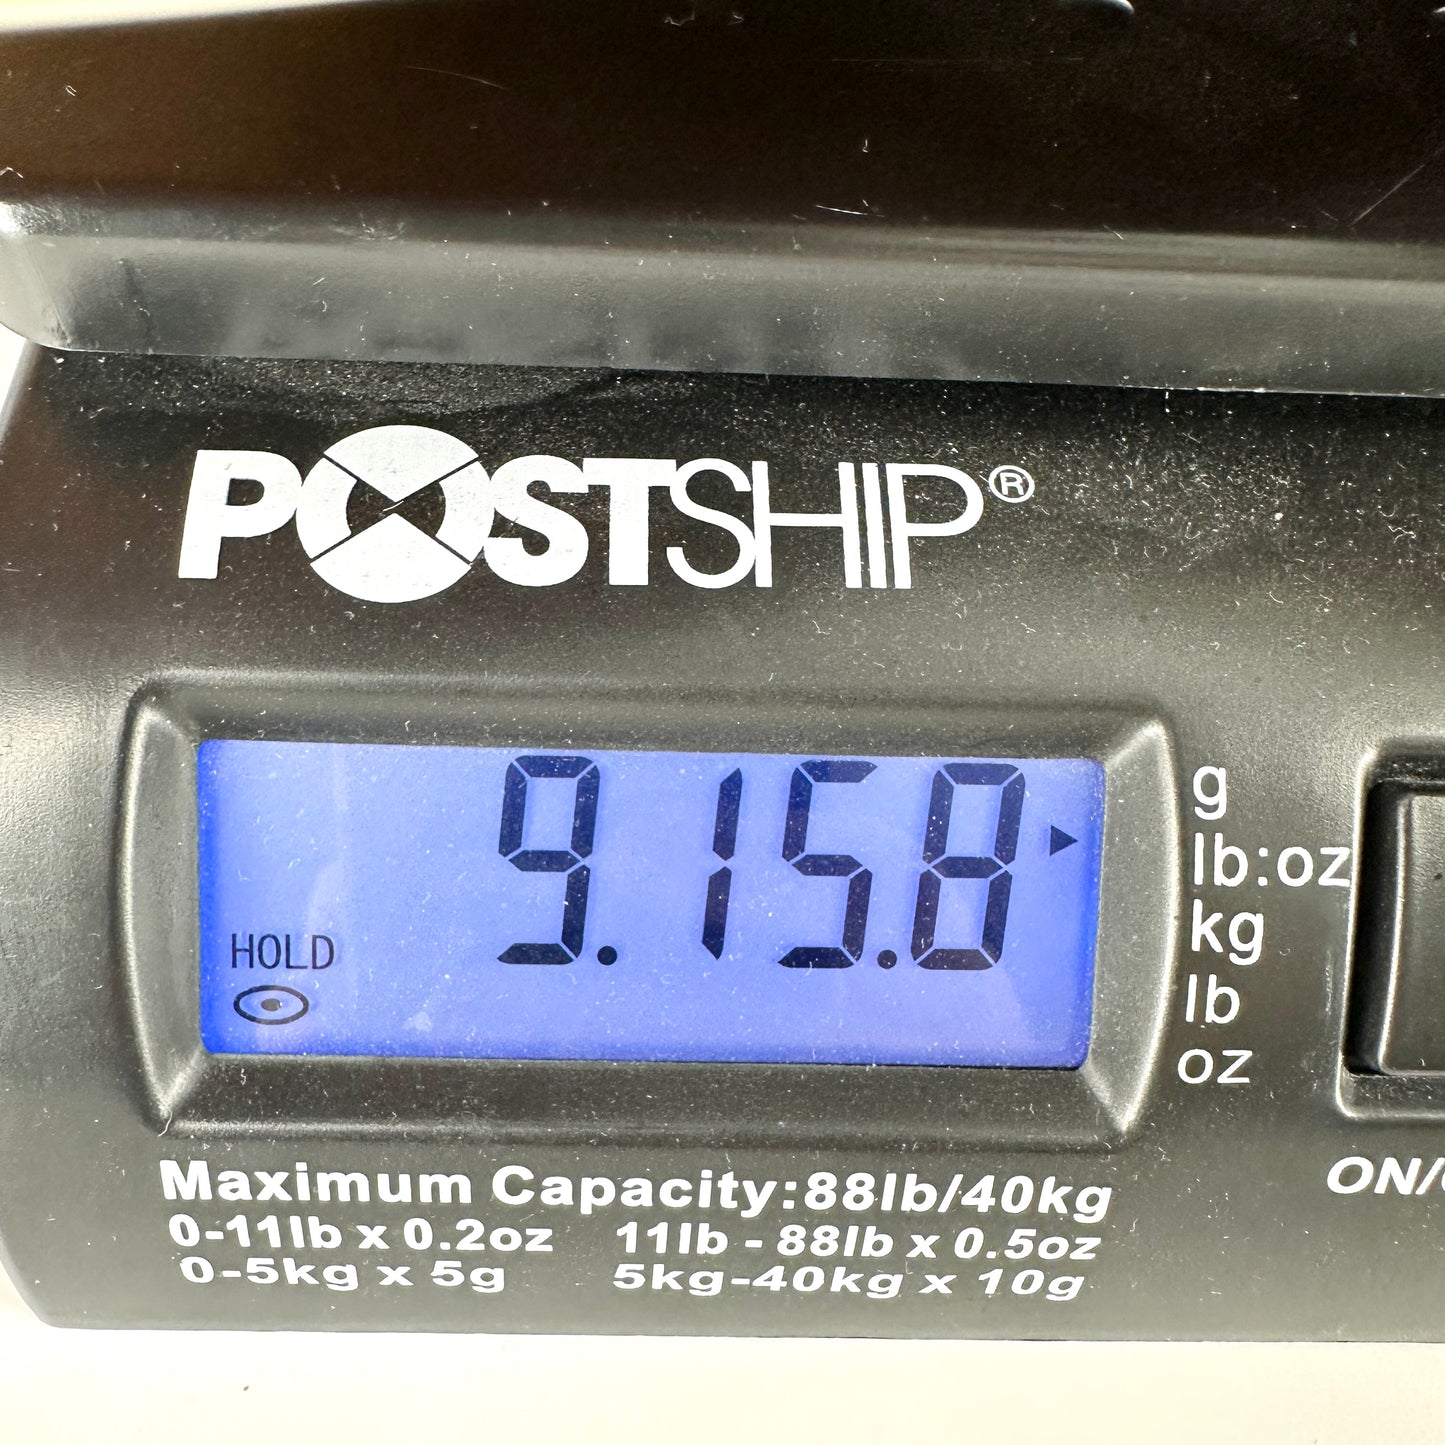 POSTSHIP®
9.15.8
HOLD
g
lb:oz
kg
lb
oz
Maximum Capacity:88lb/40kg
0-11lb x 0.2oz 11lb - 88lb x 0.5oz
0-5kg x 5g 5kg-40kg x 10g
ON/